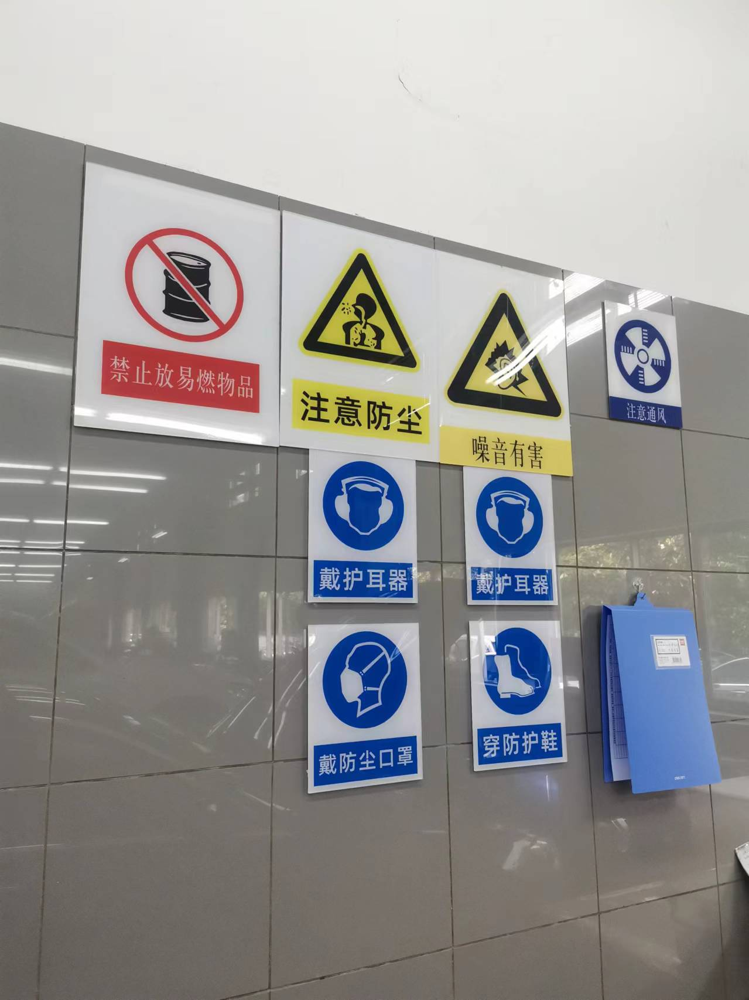 禁止放易燃物品
注意防尘
噪音有害
注意通风
戴护耳器
戴护耳器
戴防尘口罩
穿防护鞋
deli